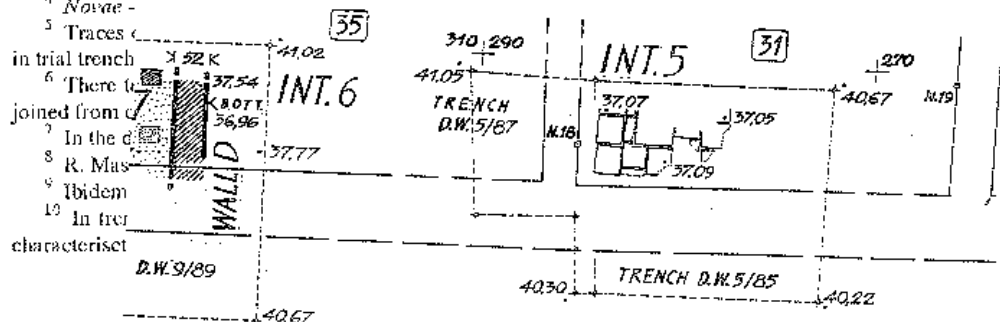 ⁴ Novae -
⁵ Traces
in trial trench
⁶ There
joined from
⁷ In the
⁸ R. Mas
⁹ Ibidem
¹⁰ In
characteriset
35
41,02
52 K
37,54
BOTT.
36,96
INT. 6
37,77
WALL D
D.W. 9/89
40,67
310 290
41,05
TRENCH
D.W. 5/87
N.18
INT. 5
31
270
40,67
N.19
37,07
37,05
37,09
40,30
TRENCH D.W. 5/85
40,22